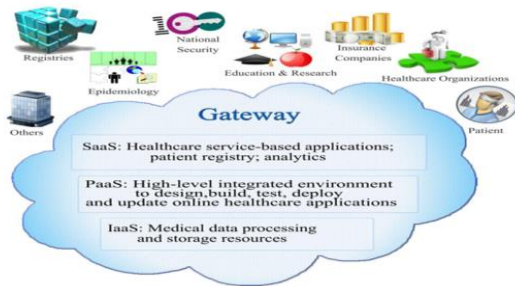 National
Security
Insurance
Companies
Registries
Education & Research
Epidemiology
Healthcare Organizations
Others
Patient
Gateway
SaaS: Healthcare service-based applications;
patient registry; analytics
PaaS: High-level integrated environment
to design,build, test, deploy
and update online healthcare applications
IaaS: Medical data processing
and storage resources